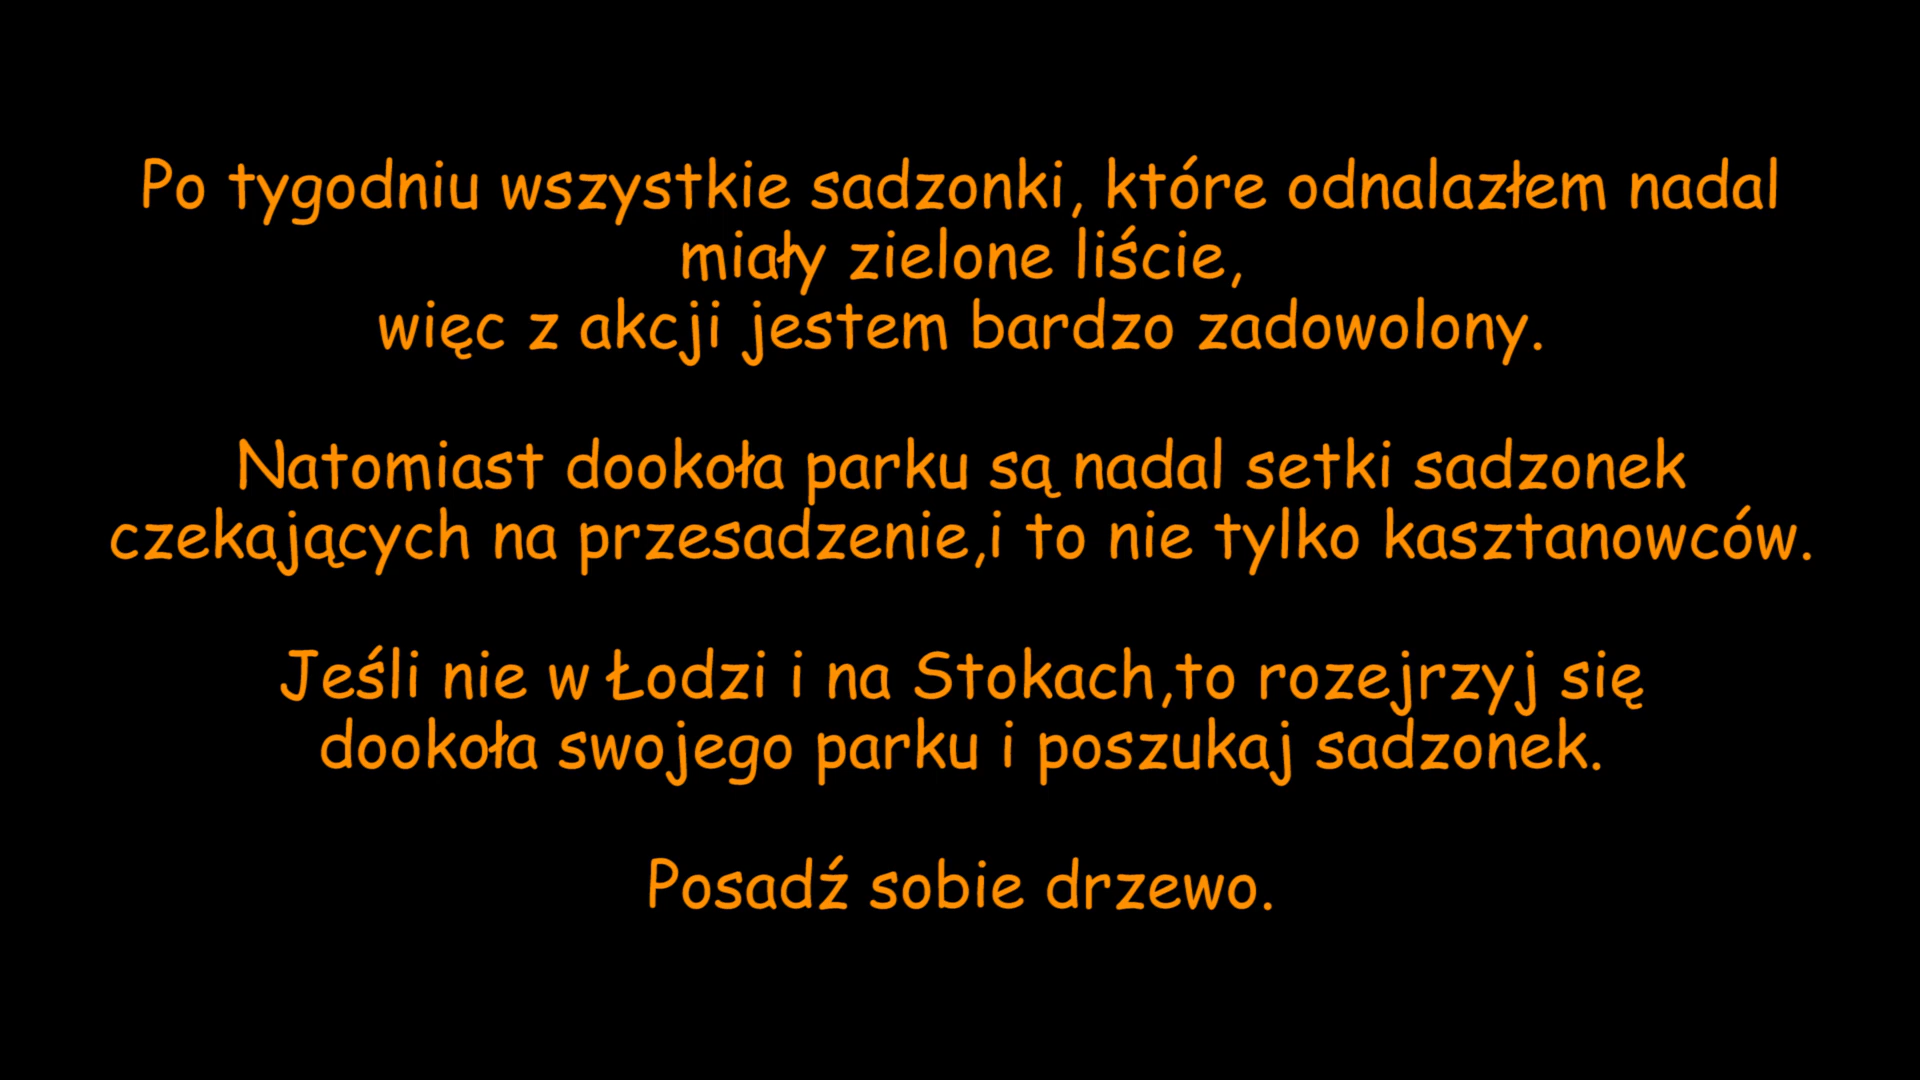 Po tygodniu wszystkie sadzonki, które odnalazłem nadal
miały zielone liście,
więc z akcji jestem bardzo zadowolony.
Natomiast dookoła parku są nadal setki sadzonek
czekających na przesadzenie,i to nie tylko kasztanowców.
Jeśli nie w Łodzi i na Stokach,to rozejrzyj się
dookoła swojego parku i poszukaj sadzonek.
Posadź sobie drzewo.